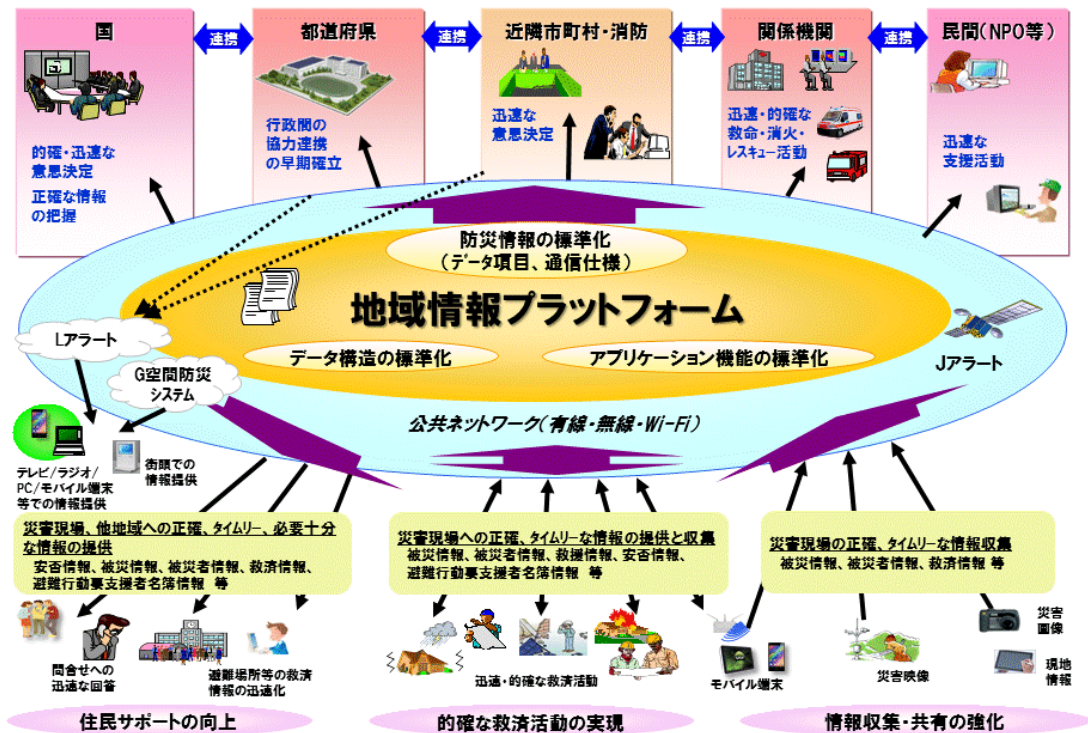 国
連携
都道府県
連携
近隣市町村・消防
連携
関係機関
連携
民間(NPO等)
的確・迅速な
意思決定
正確な情報
の把握
行政間の
協力連携
の早期確立
迅速な
意思決定
迅速・的確な
救命・消火・
レスキュー活動
迅速な
支援活動
防災情報の標準化
(データ項目、通信仕様)
地域情報プラットフォーム
データ構造の標準化
アプリケーション機能の標準化
Lアラート
G空間防災
システム
Jアラート
公共ネットワーク(有線・無線・Wi-Fi)
テレビ/ラジオ/
PC/モバイル端末
等での情報提供
街頭での
情報提供
災害現場、他地域への正確、タイムリー、必要十分
な情報の提供
安否情報、被災情報、被災者情報、救済情報、
避難行動要支援者名簿情報 等
災害現場への正確、タイムリーな情報の提供と収集
被災情報、被災者情報、救援情報、安否情報、
避難行動要支援者名簿情報 等
災害現場の正確、タイムリーな情報収集
被災情報、被災者情報、救済情報 等
問合せへの
迅速な回答
避難場所等の救済
情報の迅速化
迅速・的確な救済活動
モバイル端末
災害映像
災害
画像
現地
情報
住民サポートの向上
的確な救済活動の実現
情報収集・共有の強化